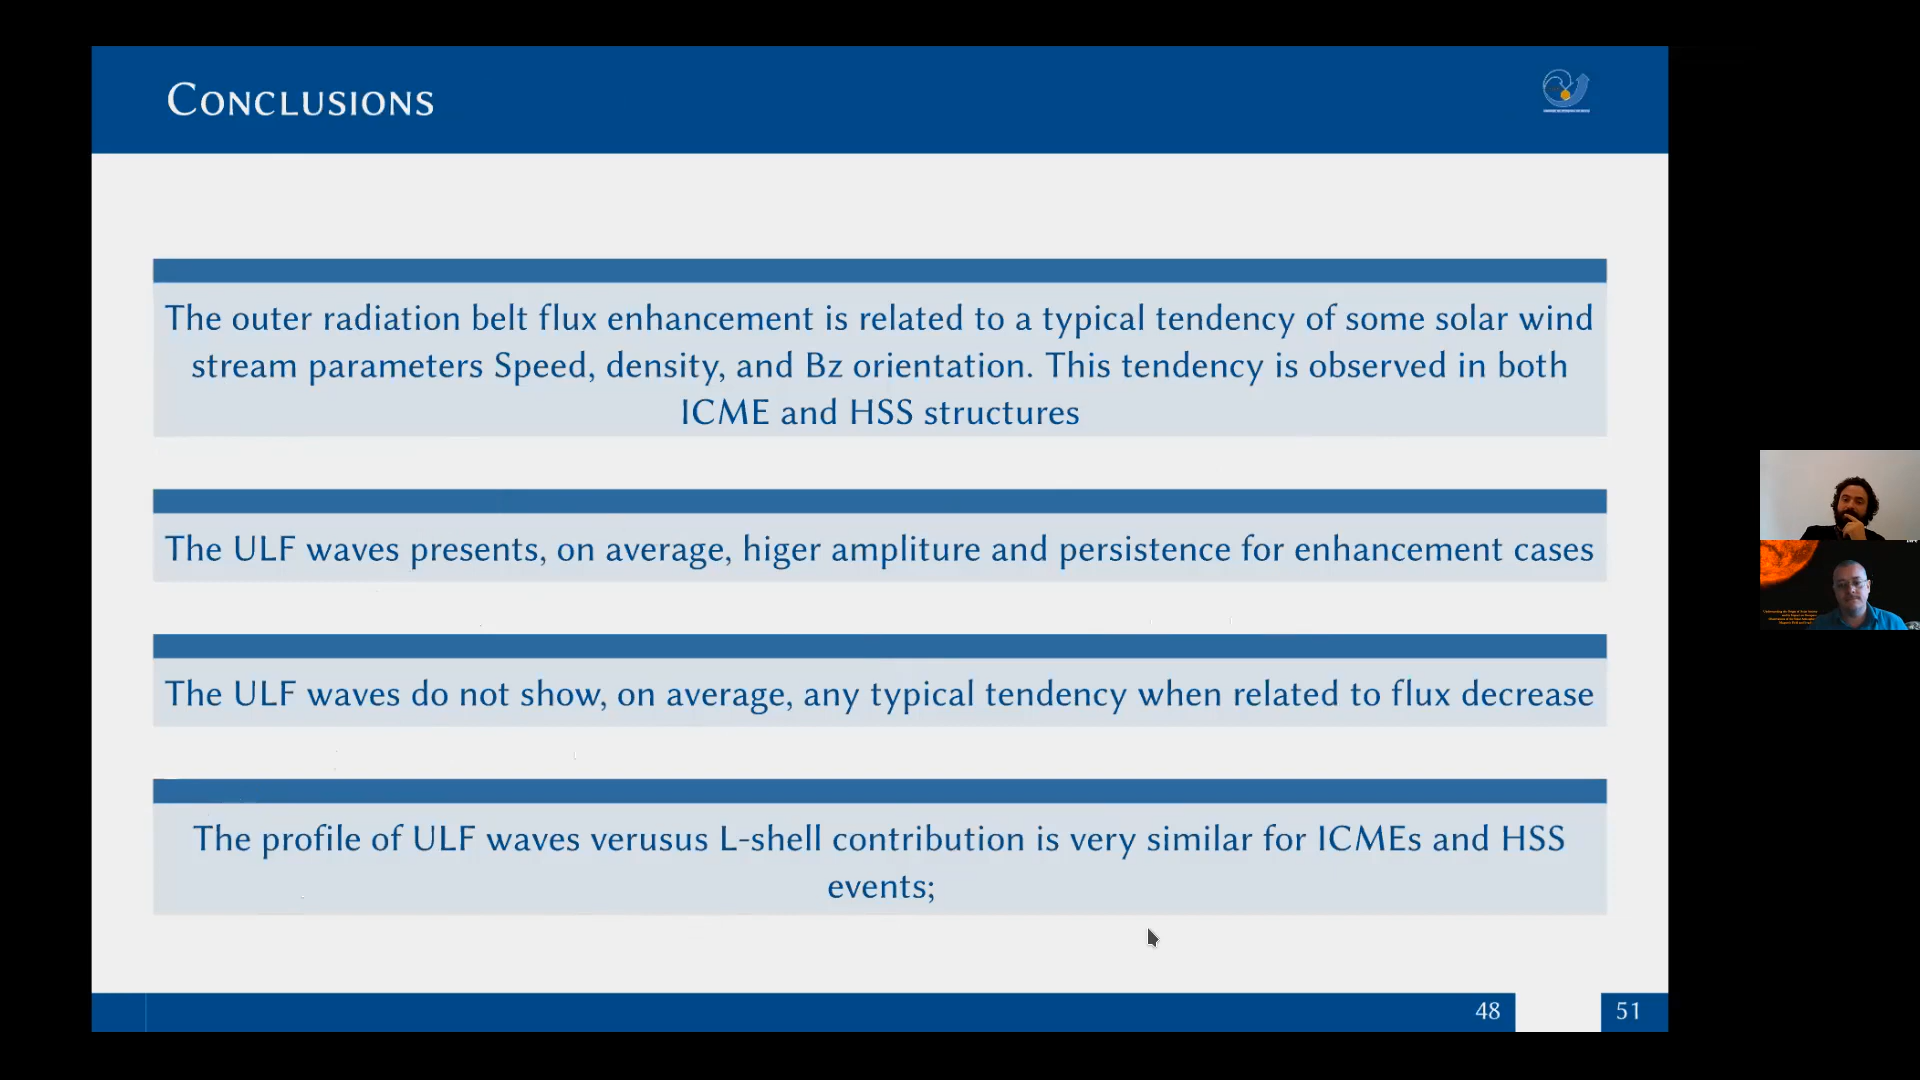 Conclusions
The outer radiation belt flux enhancement is related to a typical tendency of some solar wind
stream parameters Speed, density, and Bz orientation. This tendency is observed in both
ICME and HSS structures
The ULF waves presents, on average, higer ampliture and persistence for enhancement cases
The ULF waves do not show, on average, any typical tendency when related to flux decrease
The profile of ULF waves verusus L-shell contribution is very similar for ICMEs and HSS
events;
48
51